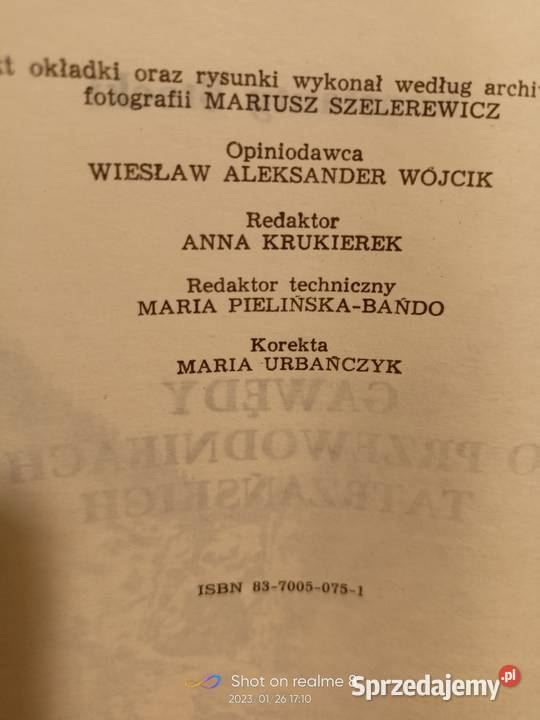 kt okładki oraz rysunki wykonał według archi
fotografii MARIUSZ SZELEREWICZ
Opiniodawca
WIESŁAW ALEKSANDER WÓJCIK
Redaktor
ANNA KRUKIEREK
Redaktor techniczny
MARIA PIELIŃSKA-BAŃDO
Korekta
MARIA URBAŃCZYK
GAWĘDY
O PRZEWODNIKACH
TATRZAŃSKICH
ISBN 83-7005-075-1
Shot on realme 8
2023. 01. 26 17:10
Sprzedajemy.pl